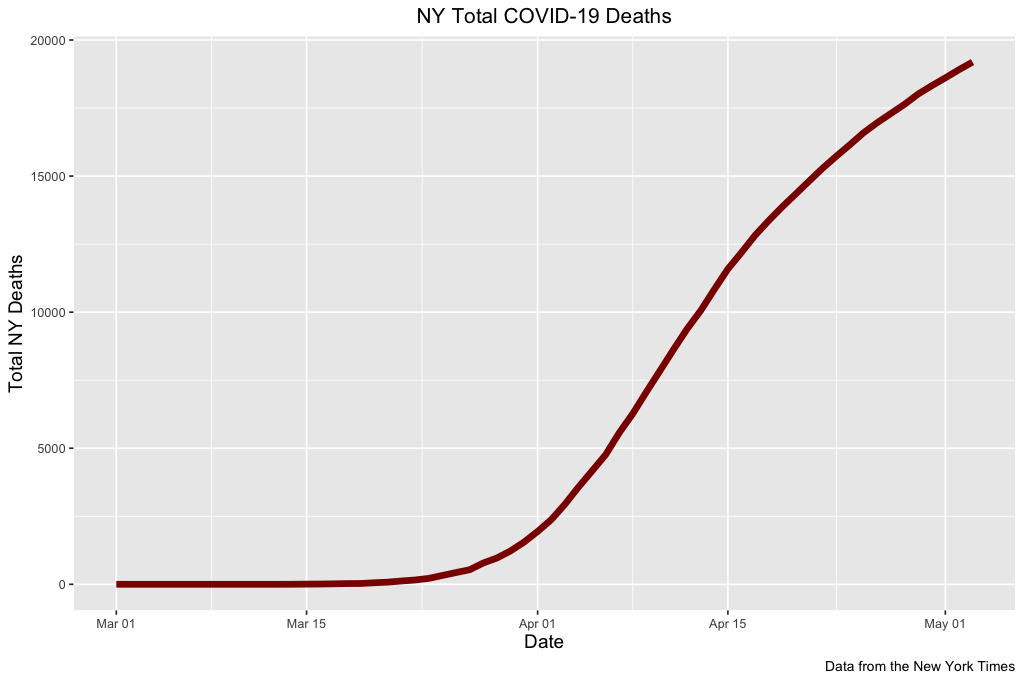 NY Total COVID-19 Deaths
Total NY Deaths
20000
15000
10000
5000
0
Mar 01
Mar 15
Apr 01
Apr 15
May 01
Date
Data from the New York Times